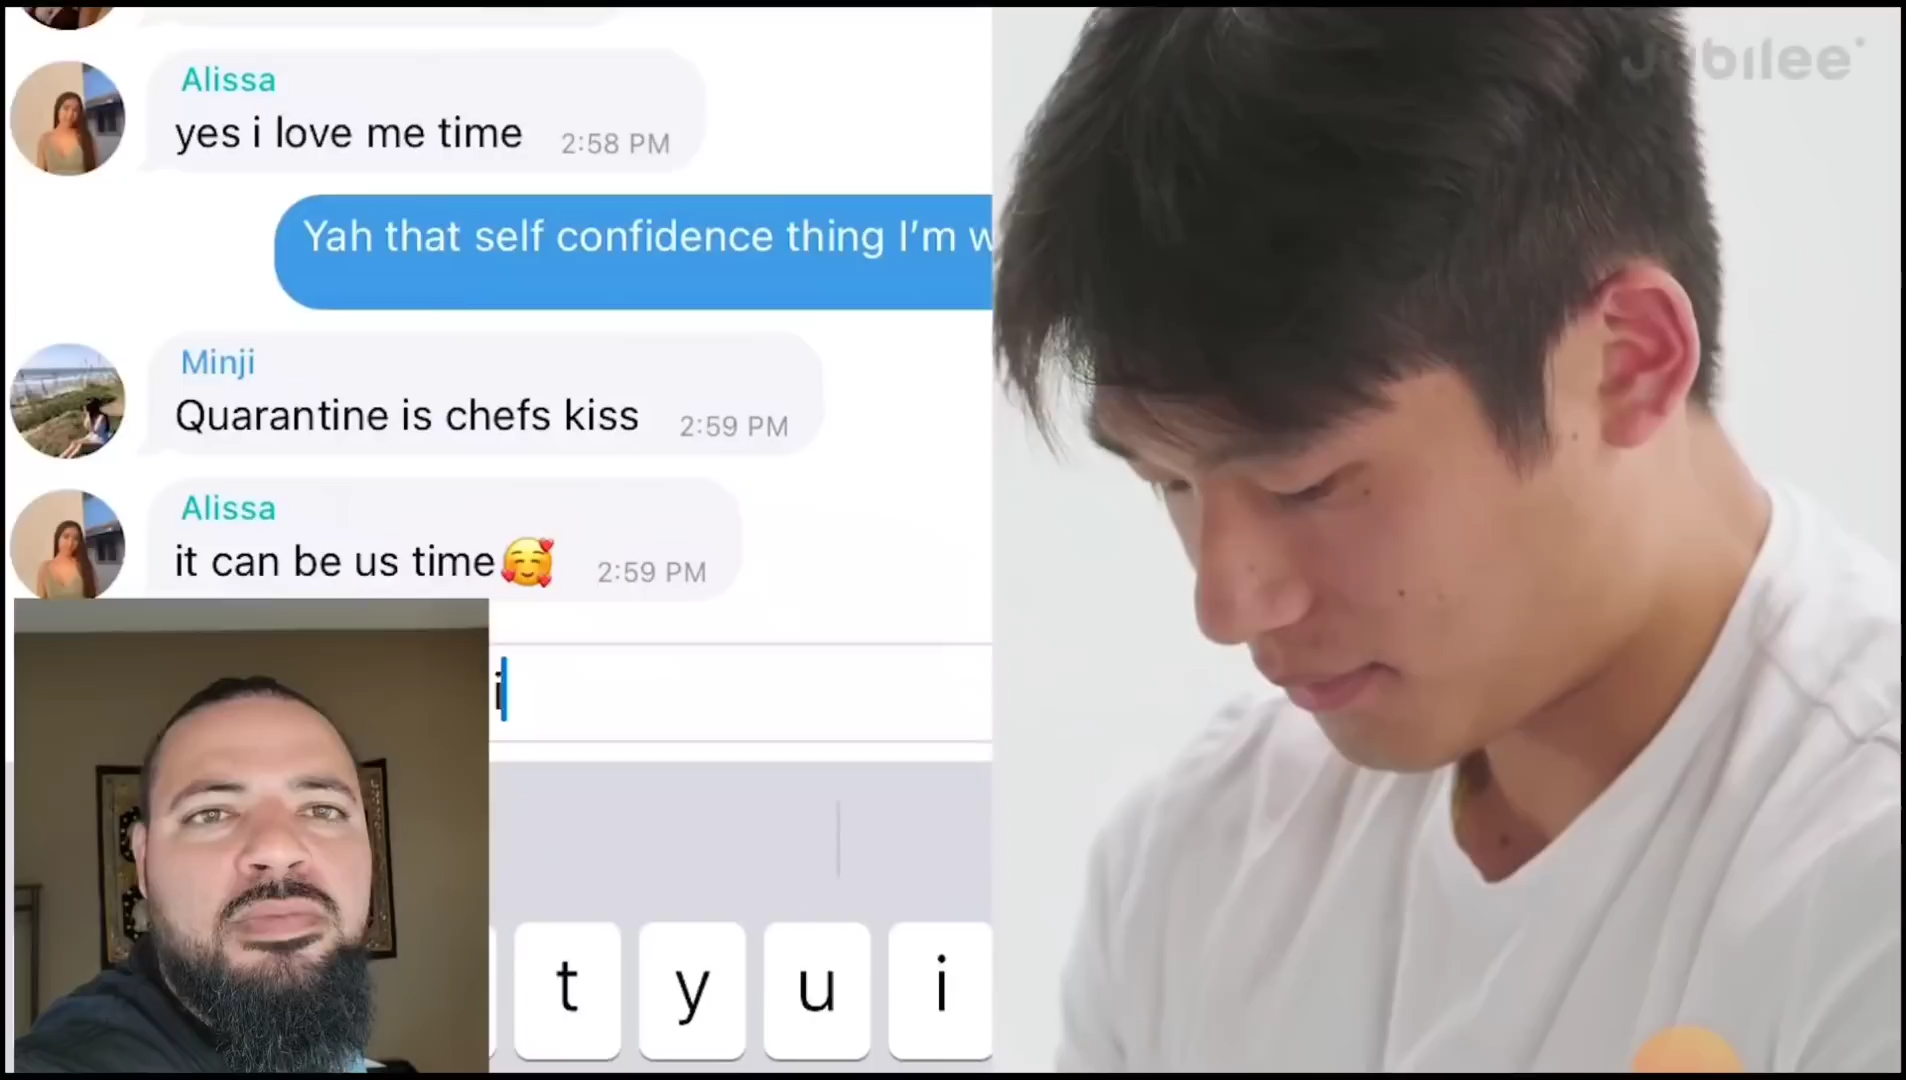 Jubilee
Alissa
yes i love me time 2:58 PM
Yah that self confidence thing I'm w
Minji
Quarantine is chefs kiss 2:59 PM
Alissa
it can be us time🥰 2:59 PM
i
t y u i